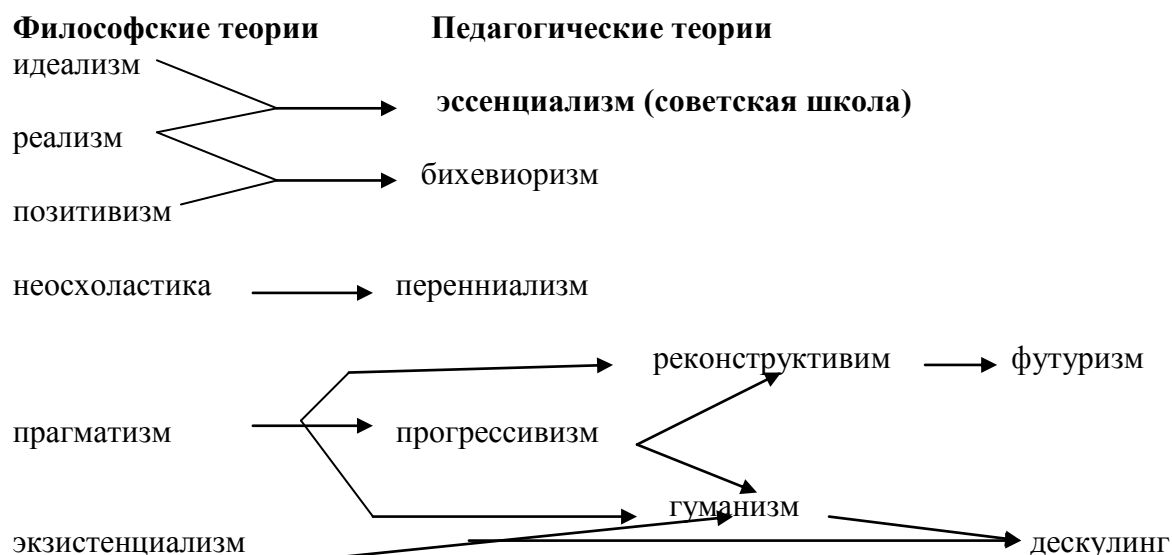 Философские теории Педагогические теории
идеализм
эссенциализм (советская школа)
реализм
бихевиоризм
позитивизм
неосхоластика перенниализм
реконструктивим футуризм
прагматизм прогрессивизм
гуманизм
экзистенциализм дескулинг